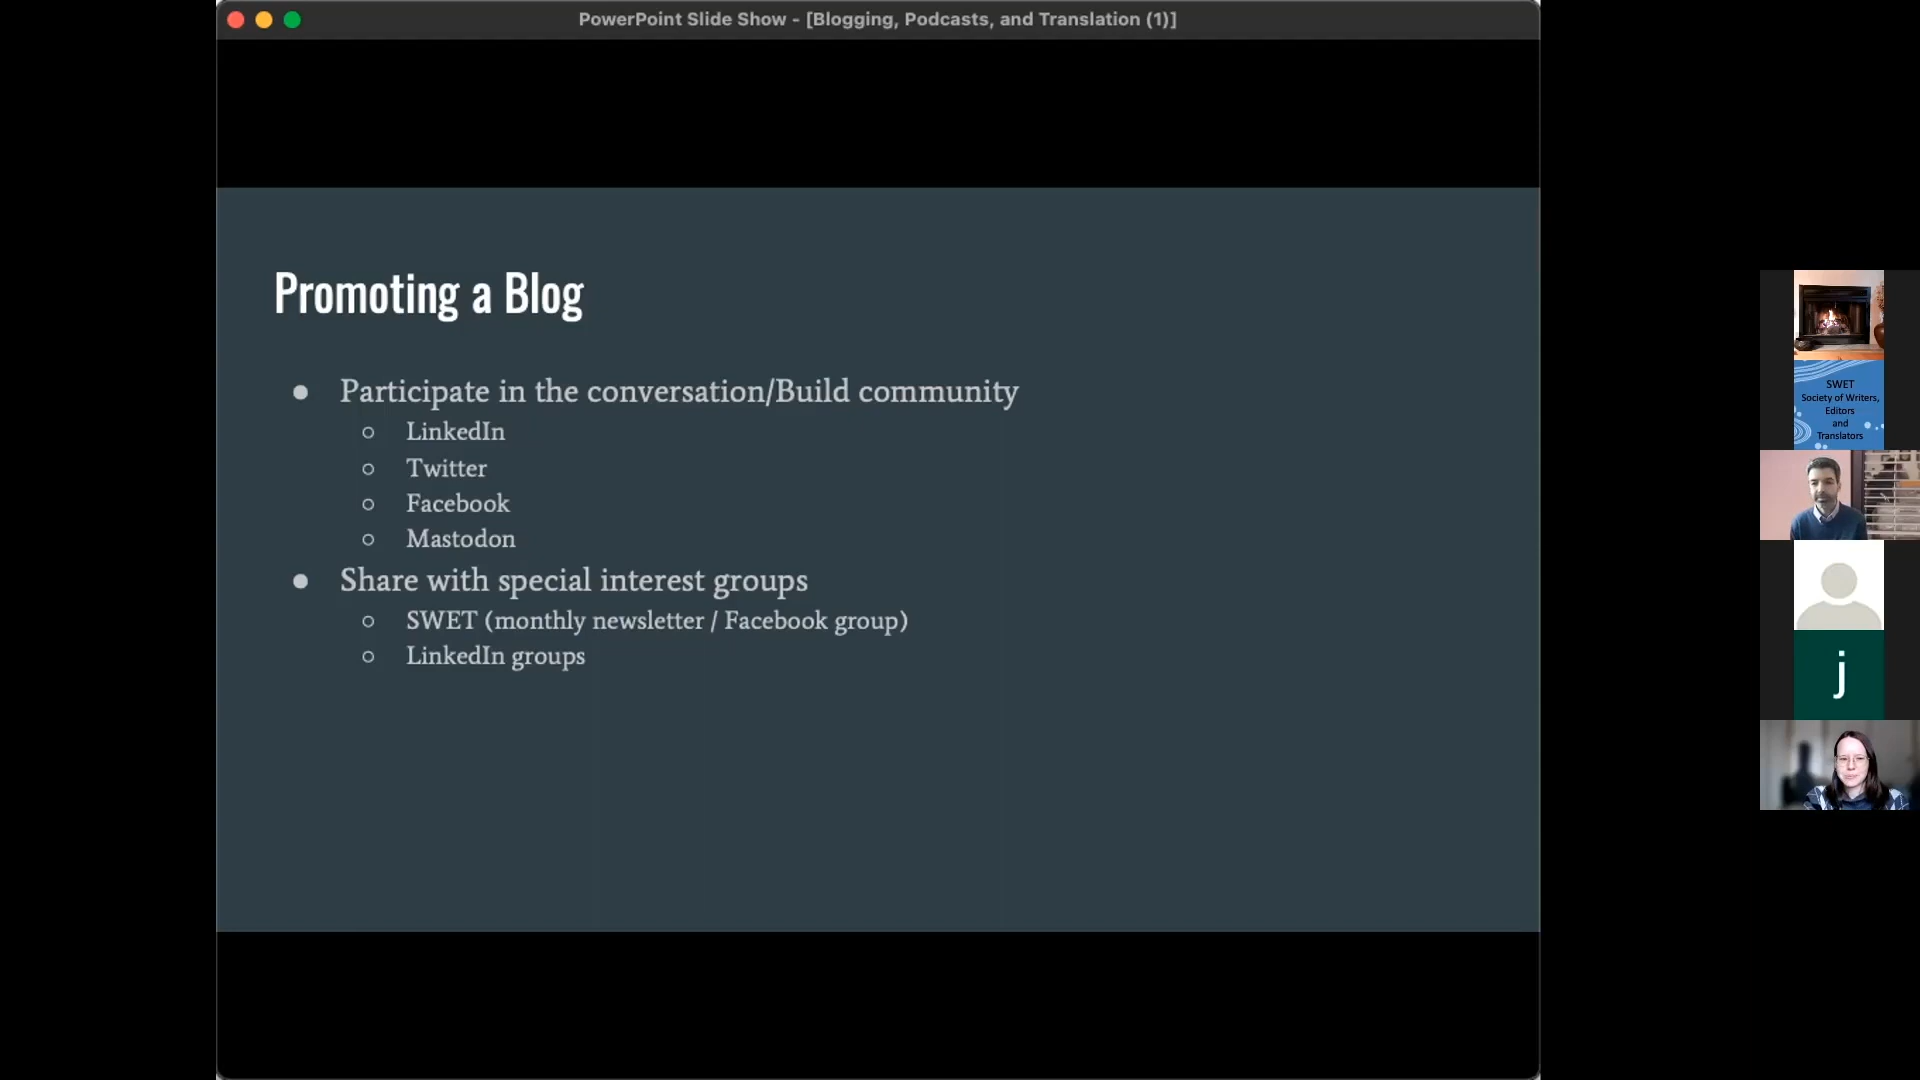 PowerPoint Slide Show - [Blogging, Podcasts, and Translation (1)]
Promoting a Blog
● Participate in the conversation/Build community
○ LinkedIn
○ Twitter
○ Facebook
○ Mastodon
● Share with special interest groups
○ SWET (monthly newsletter / Facebook group)
○ LinkedIn groups
SWET
Society of Writers,
Editors
and
Translators
j